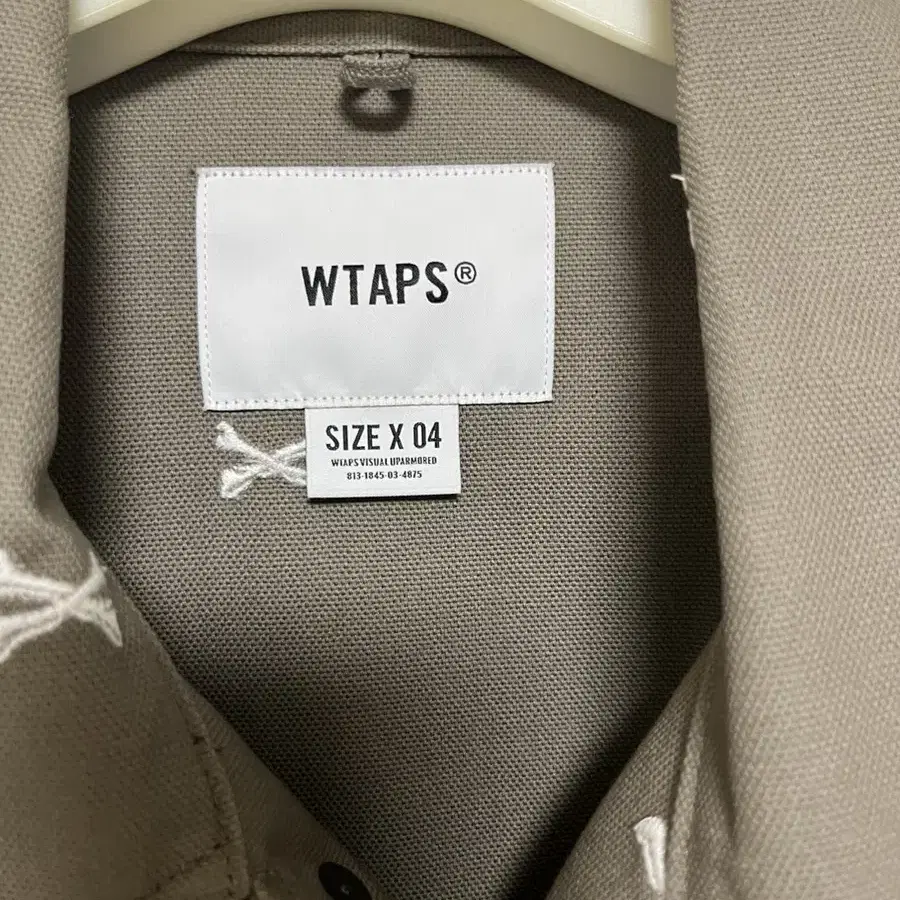 WTAPS®
SIZE X 04
WTAPS VISUAL UPARMORED
813-1845-03-4875